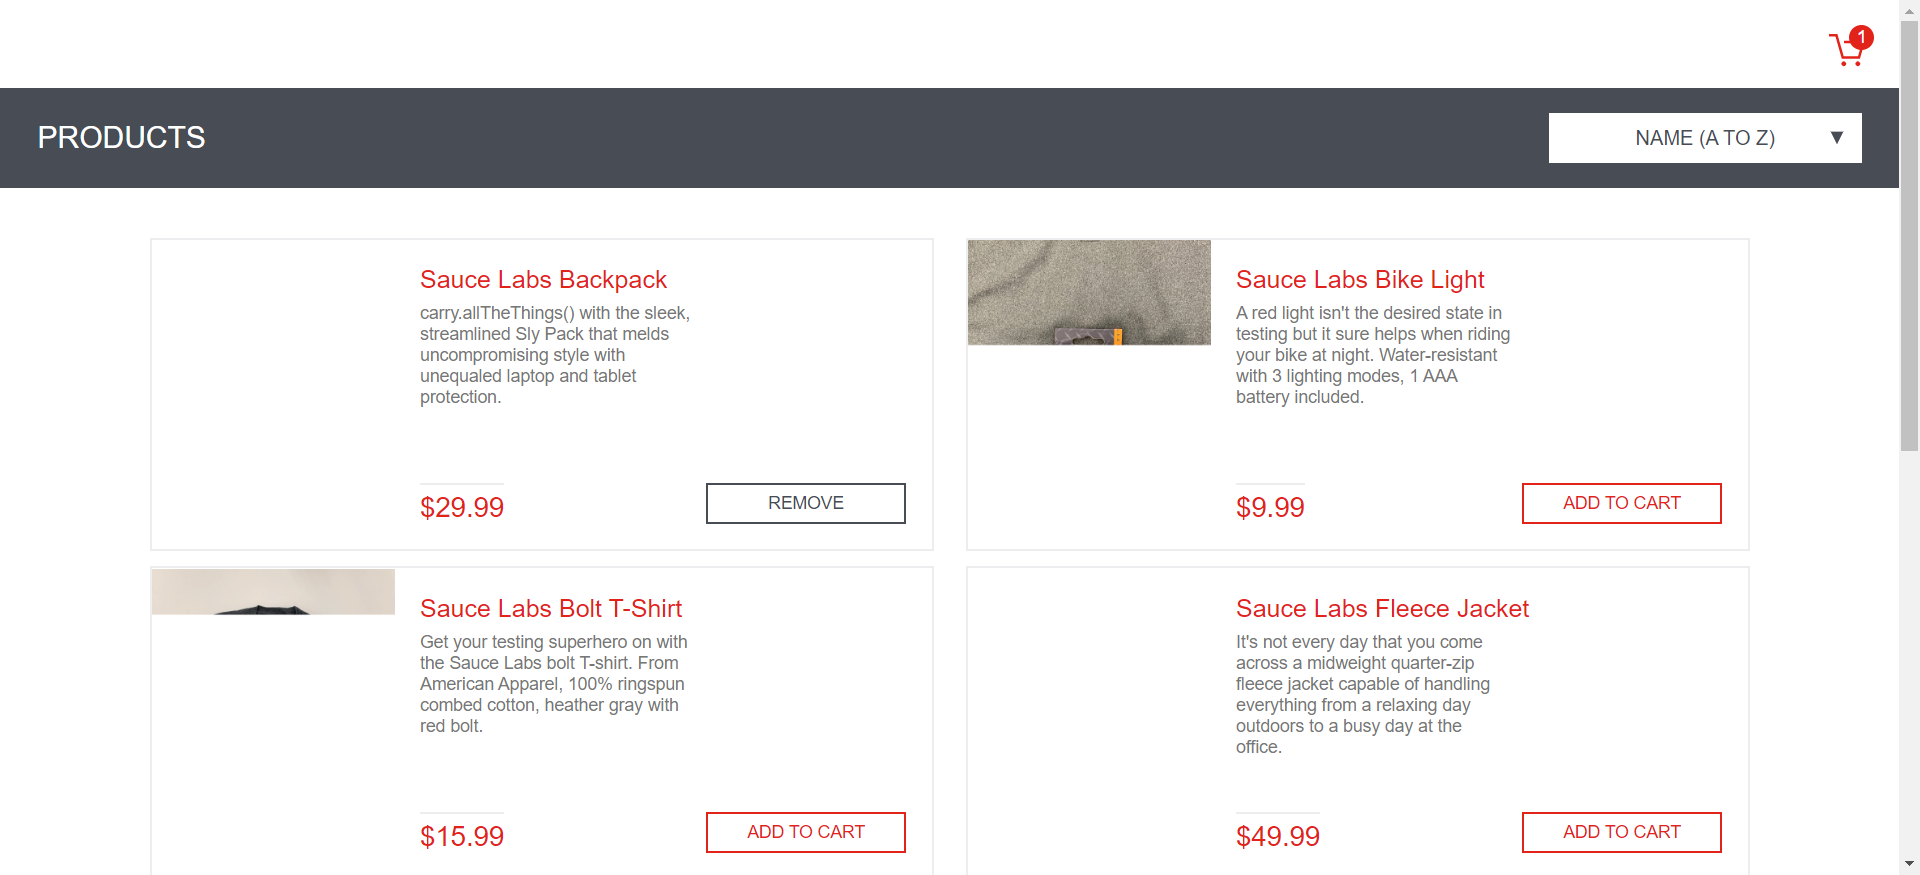 1
PRODUCTS
NAME (A TO Z)
Sauce Labs Backpack
carry.allTheThings() with the sleek,
streamlined Sly Pack that melds
uncompromising style with
unequaled laptop and tablet
protection.
$29.99
REMOVE
Sauce Labs Bike Light
A red light isn't the desired state in
testing but it sure helps when riding
your bike at night. Water-resistant
with 3 lighting modes, 1 AAA
battery included.
$9.99
ADD TO CART
Sauce Labs Bolt T-Shirt
Get your testing superhero on with
the Sauce Labs bolt T-shirt. From
American Apparel, 100% ringspun
combed cotton, heather gray with
red bolt.
$15.99
ADD TO CART
Sauce Labs Fleece Jacket
It's not every day that you come
across a midweight quarter-zip
fleece jacket capable of handling
everything from a relaxing day
outdoors to a busy day at the
office.
$49.99
ADD TO CART